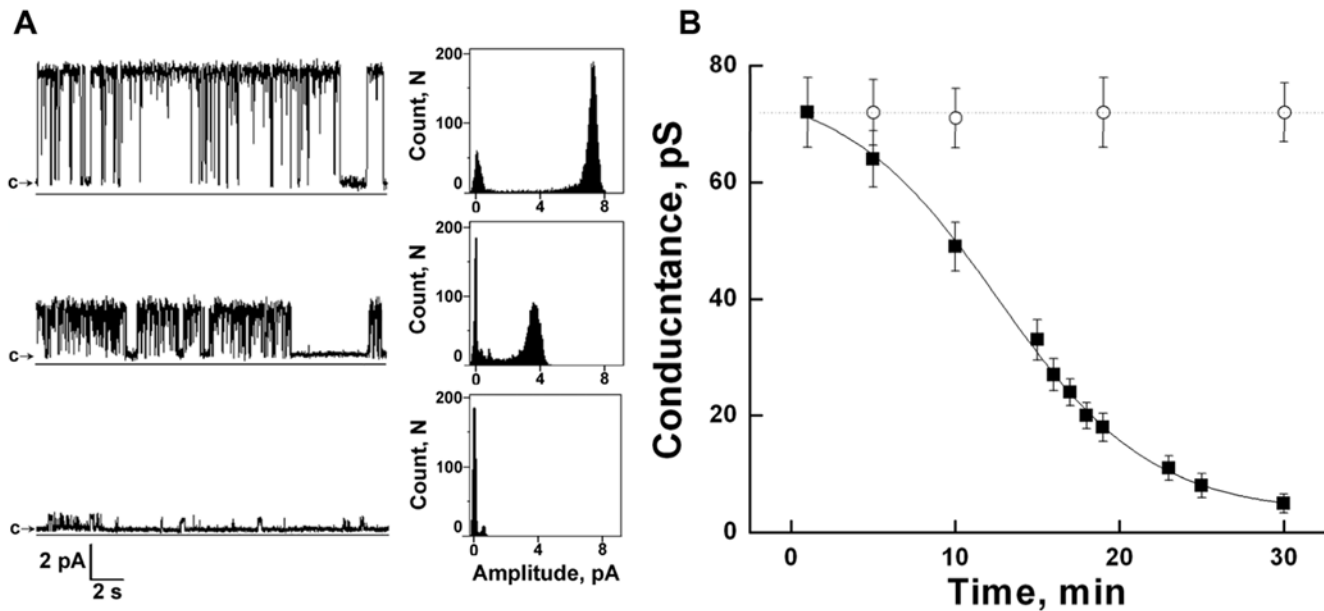 A
c→
c→
c→
2 pA
2 s
Count, N
200
100
0
0 4 8
Count, N
200
100
0
0 4 8
Count, N
200
100
0
0 4 8
Amplitude, pA
B
Conducntance, pS
80
60
40
20
0
0 10 20 30
Time, min